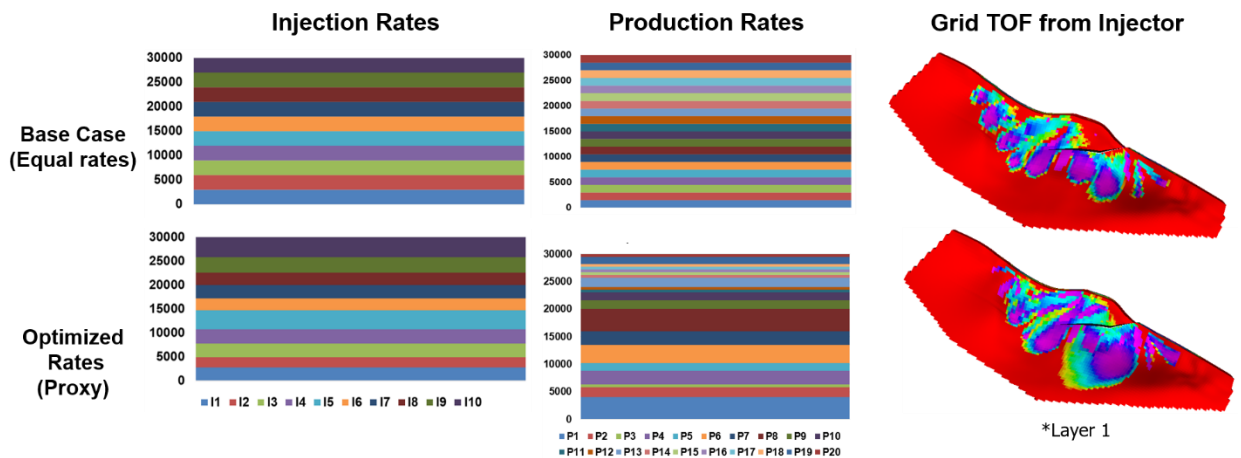 Injection Rates
Production Rates
Grid TOF from Injector
Base Case
(Equal rates)
30000
25000
20000
15000
10000
5000
0
30000
25000
20000
15000
10000
5000
0
Optimized
Rates
(Proxy)
30000
25000
20000
15000
10000
5000
0
I1 I2 I3 I4 I5 I6 I7 I8 I9 I10
30000
25000
20000
15000
10000
5000
0
P1 P2 P3 P4 P5 P6 P7 P8 P9 P10
P11 P12 P13 P14 P15 P16 P17 P18 P19 P20
*Layer 1